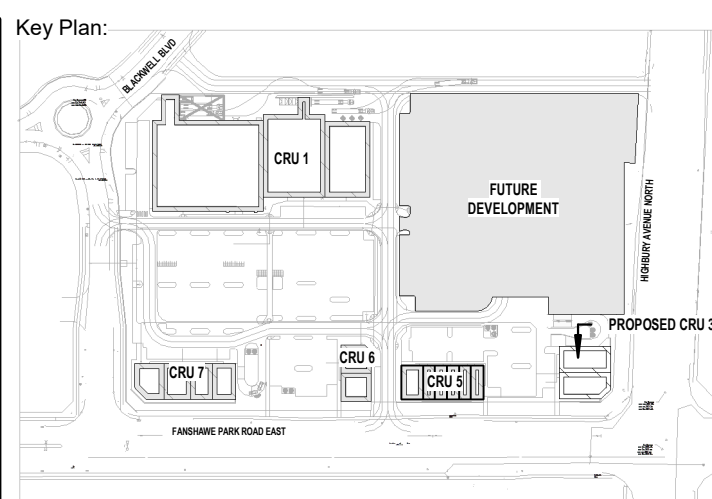 Key Plan:
BLACKWELL BLVD
CRU 1
FUTURE
DEVELOPMENT
HIGHBURY AVENUE NORTH
PROPOSED CRU 3
CRU 6
CRU 7
CRU 5
FANSHAWE PARK ROAD EAST